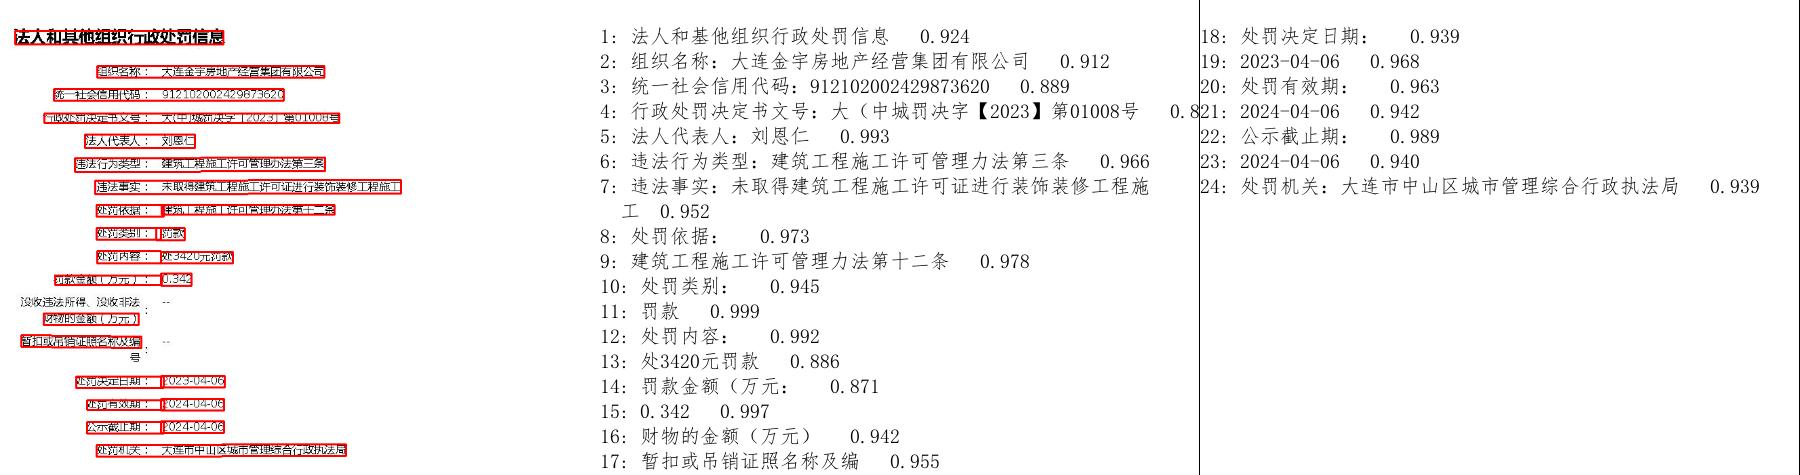 法人和其他组织行政处罚信息
组织名称： 大连金宇房地产经营集团有限公司
统一社会信用代码： 912102002429873620
行政处罚决定书文号： 大(中)城罚决字【2023】第01008号
法人代表人： 刘恩仁
违法行为类型： 建筑工程施工许可管理办法第三条
违法事实： 未取得建筑工程施工许可证进行装饰装修工程施工
处罚依据： 建筑工程施工许可管理办法第十二条
处罚类别： 罚款
处罚内容： 处3420元罚款
罚款金额(万元)： 0.342
没收违法所得、没收非法
财物的金额(万元)： --
暂扣或吊销证照名称及编
号： --
处罚决定日期： 2023-04-06
处罚有效期： 2024-04-06
公示截止期： 2024-04-06
处罚机关： 大连市中山区城市管理综合行政执法局
1: 法人和基他组织行政处罚信息 0.924
2: 组织名称: 大连金宇房地产经营集团有限公司 0.912
3: 统一社会信用代码: 912102002429873620 0.889
4: 行政处罚决定书文号: 大（中城罚决字【2023】第01008号 0.8
5: 法人代表人: 刘恩仁 0.993
6: 违法行为类型: 建筑工程施工许可管理力法第三条 0.966
7: 违法事实: 未取得建筑工程施工许可证进行装饰装修工程施
工 0.952
8: 处罚依据: 0.973
9: 建筑工程施工许可管理力法第十二条 0.978
10: 处罚类别: 0.945
11: 罚款 0.999
12: 处罚内容: 0.992
13: 处3420元罚款 0.886
14: 罚款金额（万元: 0.871
15: 0.342 0.997
16: 财物的金额（万元） 0.942
17: 暂扣或吊销证照名称及编 0.955
18: 处罚决定日期: 0.939
19: 2023-04-06 0.968
20: 处罚有效期: 0.963
21: 2024-04-06 0.942
22: 公示截止期: 0.989
23: 2024-04-06 0.940
24: 处罚机关: 大连市中山区城市管理综合行政执法局 0.939